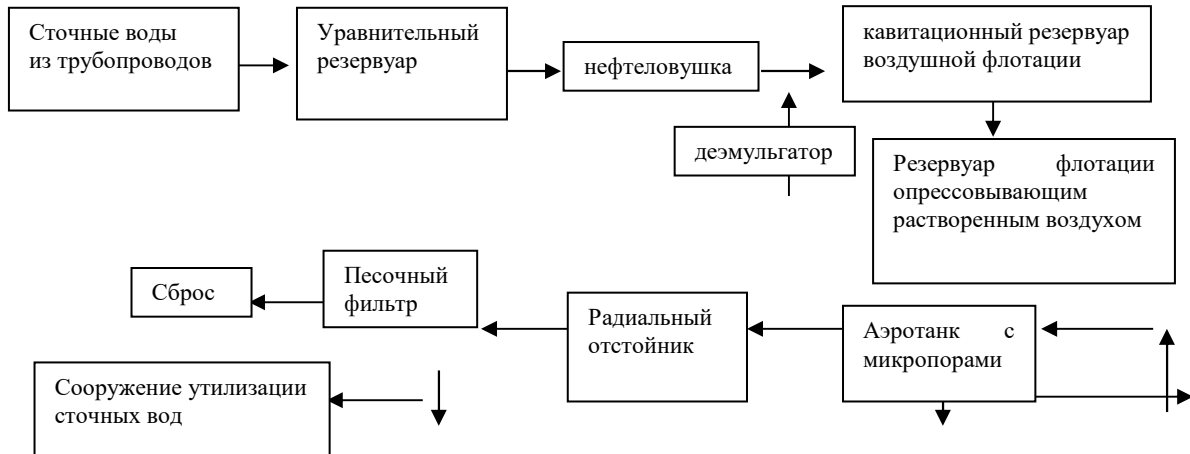 Сточные воды
из трубопроводов
Уравнительный
резервуар
нефтеловушка
кавитационный резервуар
воздушной флотации
деэмульгатор
Резервуар флотации
опрессовывающим
растворенным воздухом
Сброс
Песочный
фильтр
Радиальный
отстойник
Аэротанк с
микропорами
Сооружение утилизации
сточных вод